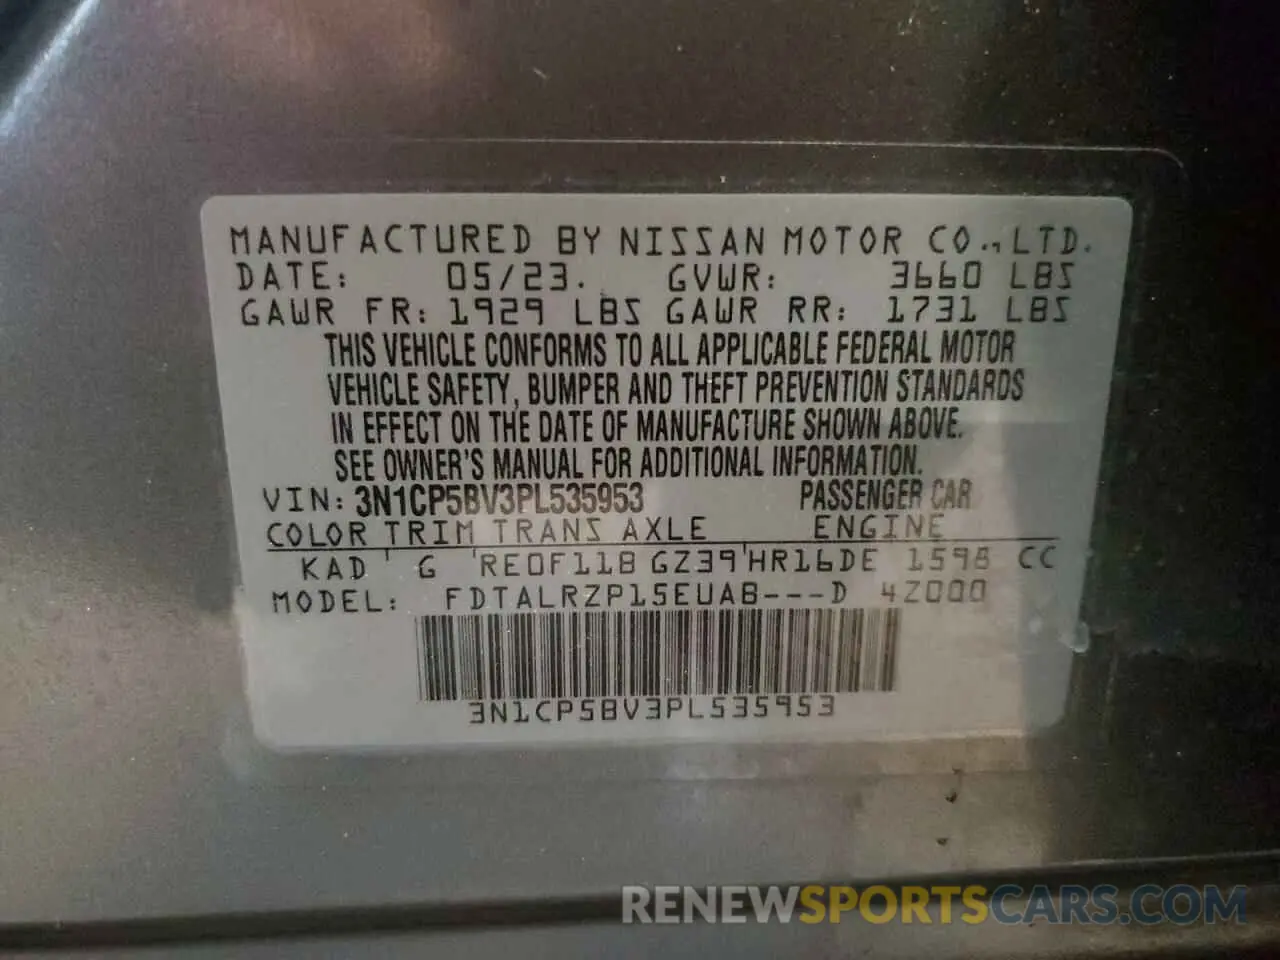 MANUFACTURED BY NISSAN MOTOR CO.,LTD.
DATE: 05/23. GVWR: 3660 LBS
GAWR FR: 1929 LBS GAWR RR: 1731 LBS
THIS VEHICLE CONFORMS TO ALL APPLICABLE FEDERAL MOTOR
VEHICLE SAFETY, BUMPER AND THEFT PREVENTION STANDARDS
IN EFFECT ON THE DATE OF MANUFACTURE SHOWN ABOVE.
SEE OWNER'S MANUAL FOR ADDITIONAL INFORMATION.
VIN: 3N1CP5BV3PL535953 PASSENGER CAR
COLOR TRIM TRANS AXLE ENGINE
KAD G RE0F11B GZ39 HR16DE 1598 CC
MODEL: FDTALRZP15EUAB---D 4Z000
3N1CP5BV3PL535953
RENEWSPORTSCARS.COM